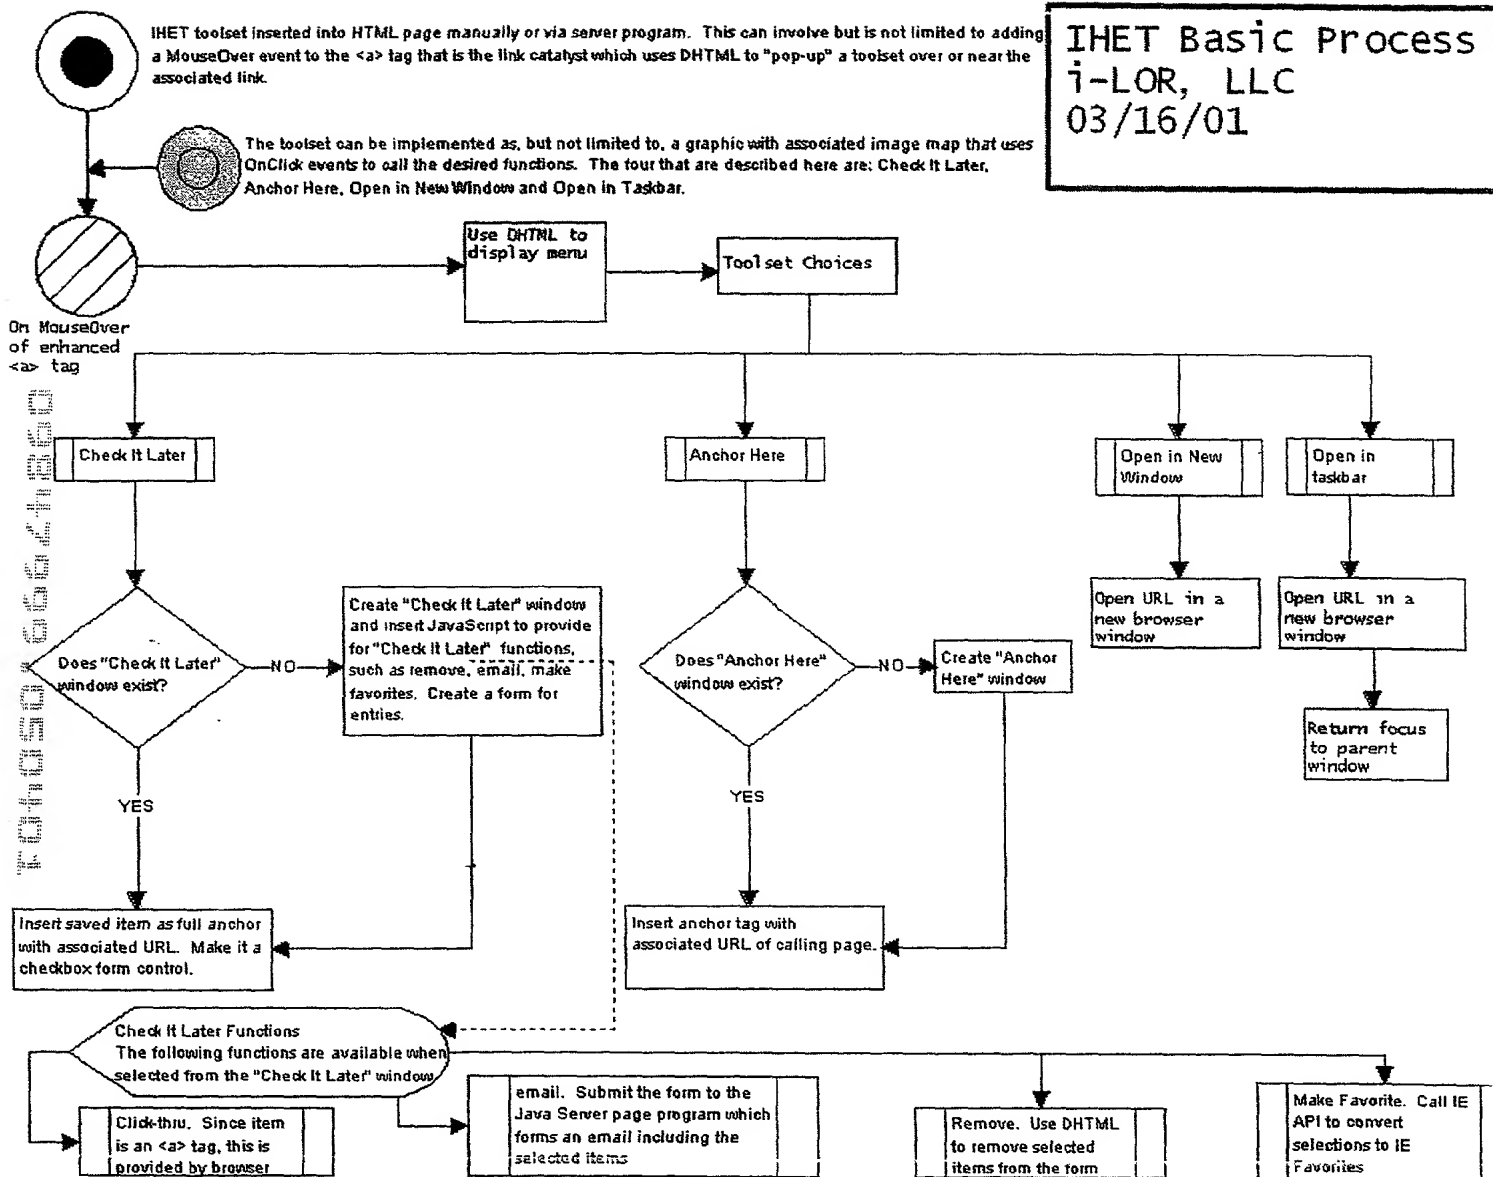 IHET toolset inserted into HTML page manually or via server program. This can involve but is not limited to adding
a MouseOver event to the <a> tag that is the link catalyst which uses DHTML to "pop-up" a toolset over or near the
associated link.
IHET Basic Process
i-LOR, LLC
03/16/01
The toolset can be implemented as, but not limited to, a graphic with associated image map that uses
OnClick events to call the desired functions. The four that are described here are: Check It Later,
Anchor Here, Open in New Window and Open in Taskbar.
Use DHTML to
display menu
Toolset Choices
On MouseOver
of enhanced
<a> tag
Check It Later
Anchor Here
Open in New
Window
Open in
taskbar
Does "Check It Later"
window exist?
NO
Create "Check It Later" window
and insert JavaScript to provide
for "Check It Later" functions,
such as remove, email, make
favorites. Create a form for
entries.
Does "Anchor Here"
window exist?
NO
Create "Anchor
Here" window
Open URL in a
new browser
window
Open URL in a
new browser
window
Return focus
to parent
window
YES
YES
Insert saved item as full anchor
with associated URL. Make it a
checkbox form control.
Insert anchor tag with
associated URL of calling page.
Check It Later Functions
The following functions are available when
selected from the "Check It Later" window
Click-thru. Since item
is an <a> tag, this is
provided by browser
email. Submit the form to the
Java Server page program which
forms an email including the
selected items
Remove. Use DHTML
to remove selected
items from the form
Make Favorite. Call IE
API to convert
selections to IE
Favorites